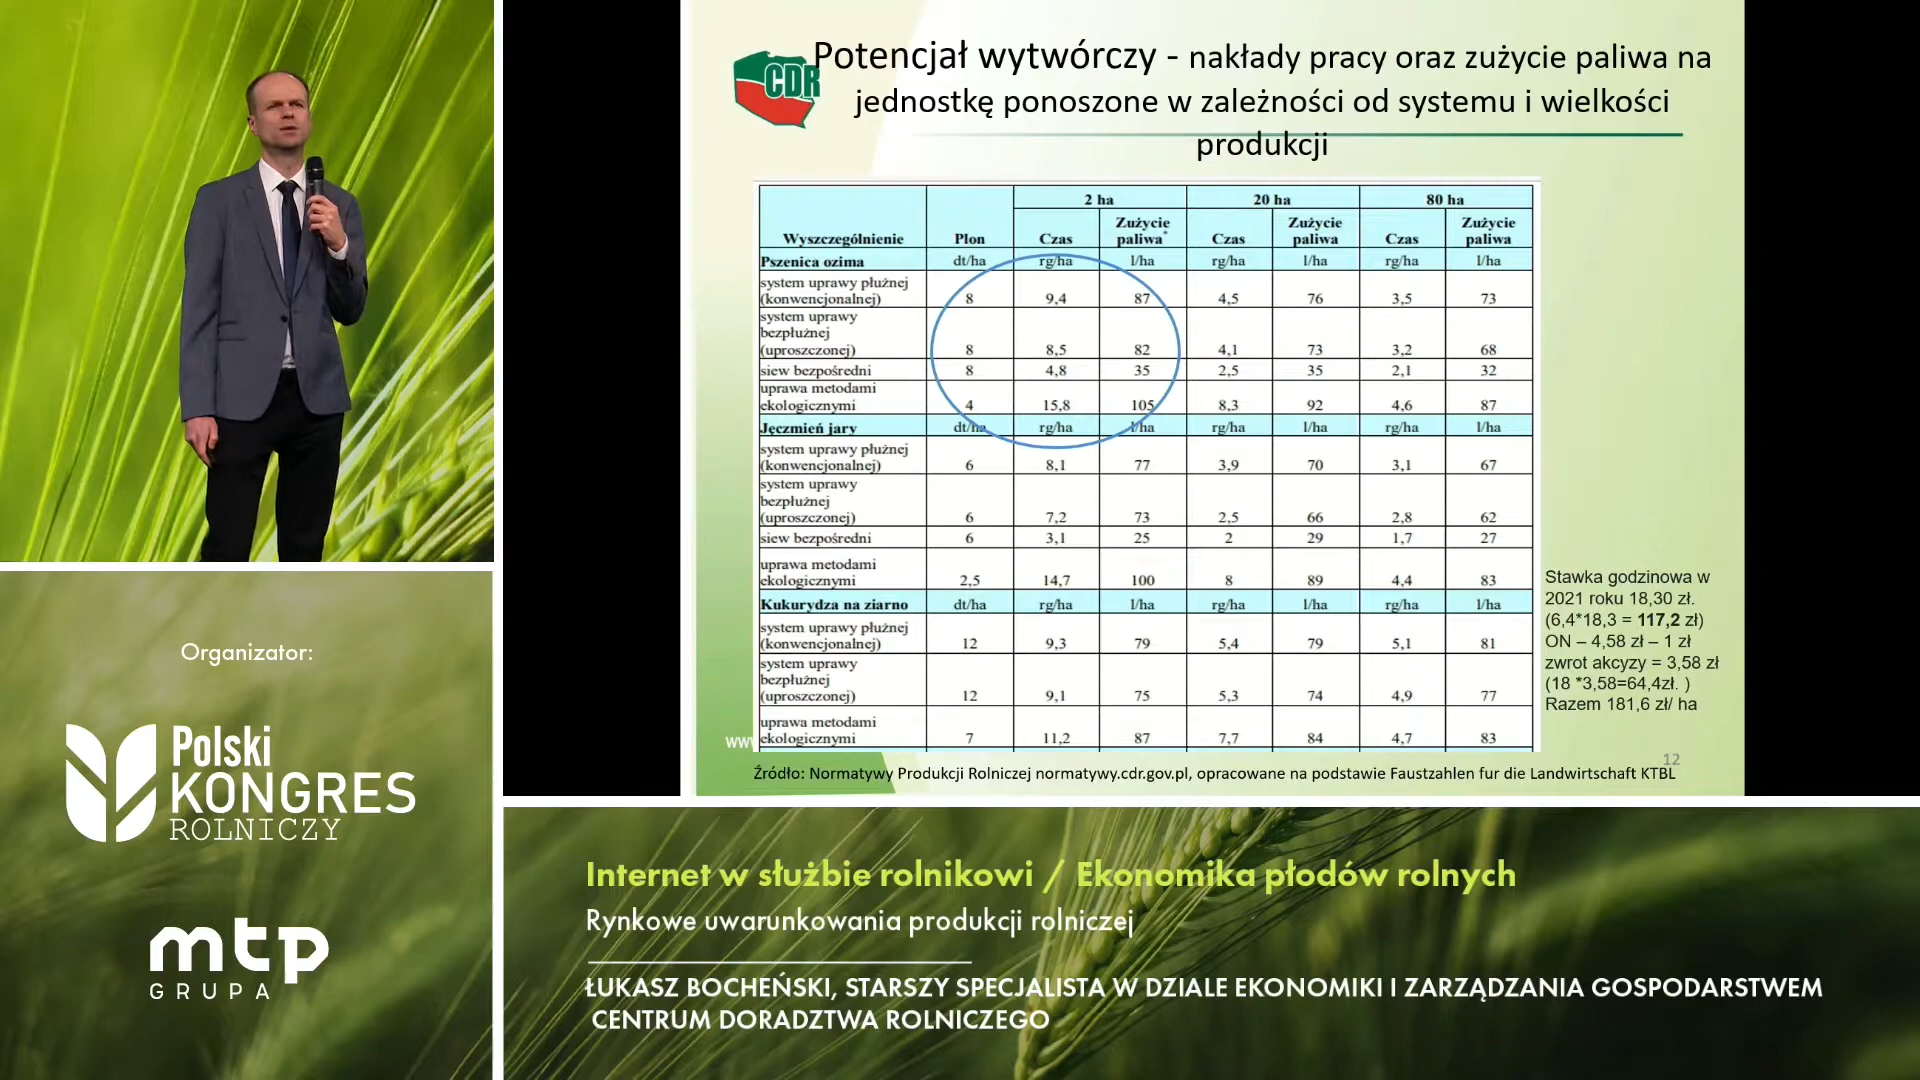 CDR
Potencjał wytwórczy - nakłady pracy oraz zużycie paliwa na
jednostkę ponoszone w zależności od systemu i wielkości
produkcji
2 ha 20 ha 80 ha
Wyszczególnienie Plon Czas Zużycie paliwa* Czas Zużycie paliwa Czas Zużycie paliwa
Pszenica ozima dt/ha rg/ha l/ha rg/ha l/ha rg/ha l/ha
system uprawy płużnej
(konwencjonalnej) 8 9,4 87 4,5 76 3,5 73
system uprawy
bezpłużnej
(uproszczonej) 8 8,5 82 4,1 73 3,2 68
siew bezpośredni 8 4,8 35 2,5 35 2,1 32
uprawa metodami
ekologicznymi 4 15,8 105 8,3 92 4,6 87
Jęczmień jary dt/ha rg/ha l/ha rg/ha l/ha rg/ha l/ha
system uprawy płużnej
(konwencjonalnej) 6 8,1 77 3,9 70 3,1 67
system uprawy
bezpłużnej
(uproszczonej) 6 7,2 73 2,5 66 2,8 62
siew bezpośredni 6 3,1 25 2 29 1,7 27
uprawa metodami
ekologicznymi 2,5 14,7 100 8 89 4,4 83
Kukurydza na ziarno dt/ha rg/ha l/ha rg/ha l/ha rg/ha l/ha
system uprawy płużnej
(konwencjonalnej) 12 9,3 79 5,4 79 5,1 81
system uprawy
bezpłużnej
(uproszczonej) 12 9,1 75 5,3 74 4,9 77
uprawa metodami
ekologicznymi 7 11,2 87 7,7 84 4,7 83
Stawka godzinowa w
2021 roku 18,30 zł.
(6,4*18,3 = 117,2 zł)
ON – 4,58 zł – 1 zł
zwrot akcyzy = 3,58 zł
(18 *3,58=64,4zł. )
Razem 181,6 zł/ ha
12
Źródło: Normatywy Produkcji Rolniczej normatywy.cdr.gov.pl, opracowane na podstawie Faustzahlen fur die Landwirtschaft KTBL
Organizator:
Polski
KONGRES
ROLNICZY
mtp
GRUPA
Internet w służbie rolnikowi / Ekonomika płodów rolnych
Rynkowe uwarunkowania produkcji rolniczej
ŁUKASZ BOCHEŃSKI, STARSZY SPECJALISTA W DZIALE EKONOMIKI I ZARZĄDZANIA GOSPODARSTWEM
CENTRUM DORADZTWA ROLNICZEGO